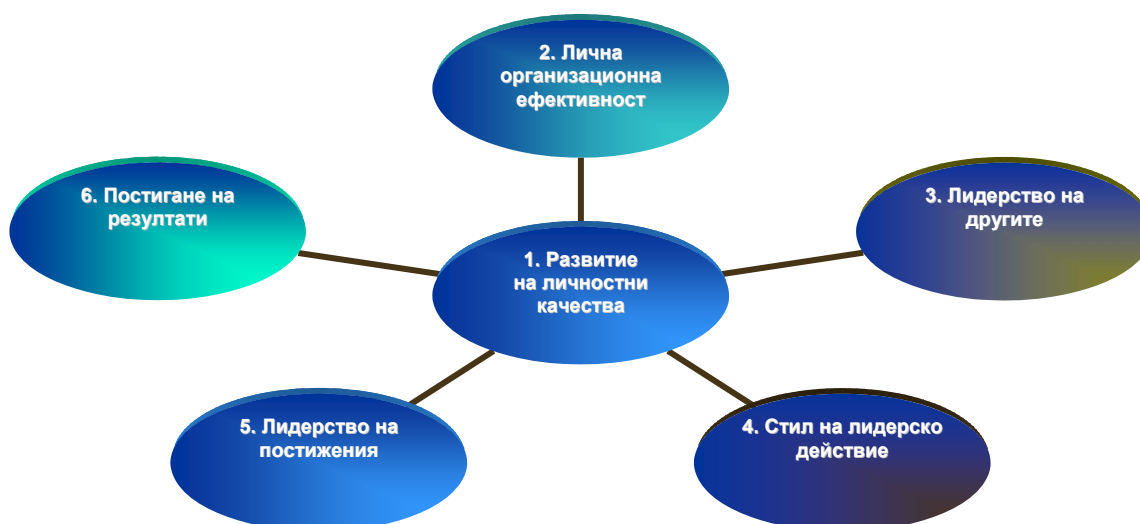 2. Лична
организационна
ефективност
6. Постигане на
резултати
3. Лидерство на
другите
1. Развитие
на личностни
качества
5. Лидерство на
постижения
4. Стил на лидерско
действие